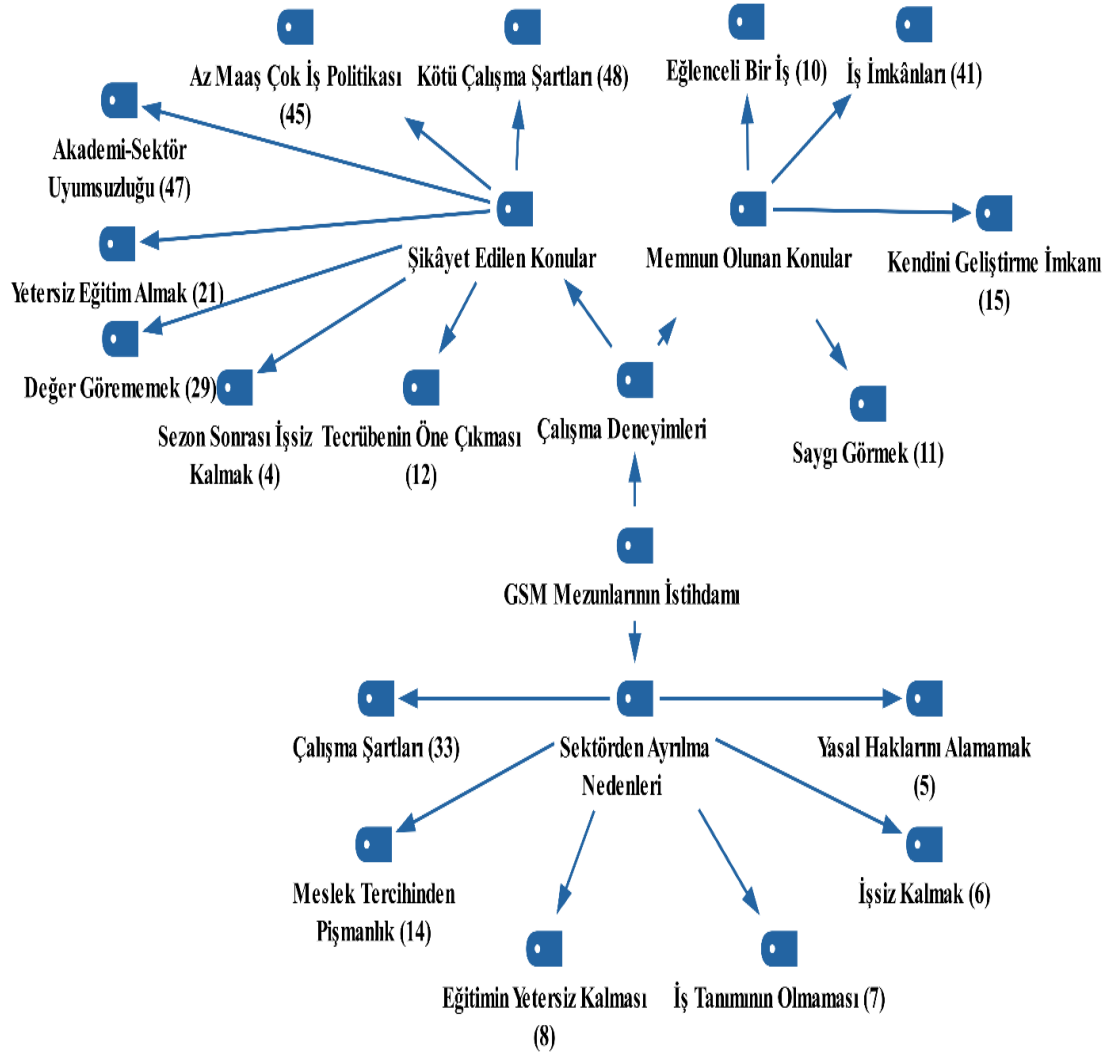 Az Maaş Çok İş Politikası
(45)
Kötü Çalışma Şartları (48)
Eğlenceli Bir İş (10)
İş İmkânları (41)
Akademi-Sektör
Uyumsuzluğu (47)
Şikâyet Edilen Konular
Memnun Olunan Konular
Kendini Geliştirme İmkanı
(15)
Yetersiz Eğitim Almak (21)
Değer Görememek (29)
Sezon Sonrası İşsiz
Kalmak (4)
Tecrübenin Öne Çıkması
(12)
Çalışma Deneyimleri
Saygı Görmek (11)
GSM Mezunlarının İstihdamı
Çalışma Şartları (33)
Sektörden Ayrılma
Nedenleri
Yasal Haklarını Alamamak
(5)
Meslek Tercihinden
Pişmanlık (14)
İşsiz Kalmak (6)
Eğitimin Yetersiz Kalması
(8)
İş Tanımının Olmaması (7)